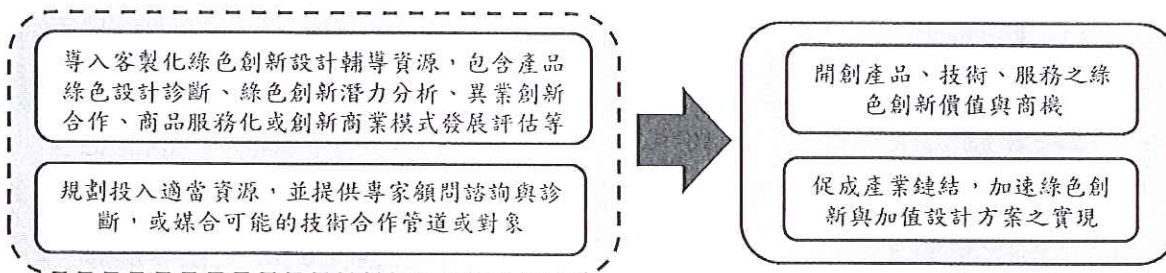 導入客製化綠色創新設計輔導資源，包含產品
綠色設計診斷、綠色創新潛力分析、異業創新
合作、商品服務化或創新商業模式發展評估等
規劃投入適當資源，並提供專家顧問諮詢與診
斷，或媒合可能的技術合作管道或對象
開創產品、技術、服務之綠
色創新價值與商機
促成產業鏈結，加速綠色創
新與加值設計方案之實現